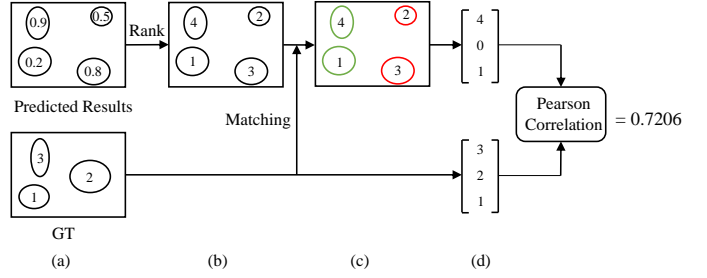 0.9
0.5
0.2
0.8
Predicted Results
Rank
4
2
1
3
4
2
1
3
4
0
1
Matching
Pearson
Correlation
= 0.7206
3
2
1
GT
3
2
1
(a)
(b)
(c)
(d)